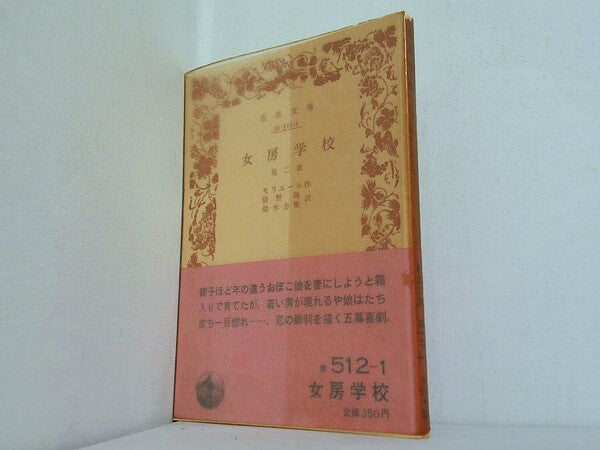 岩波文庫
32-512-1
女房学校
他二篇
モリエール作
辰野隆
鈴木力衛訳
親子ほど年の違うおぼこ娘を妻にしようと箱
入りで育てたが、若い男が現れるや娘はたち
まち一目惚れ……。恋の勝利を描く五幕喜劇。
赤 512-1
女房学校
定価350円